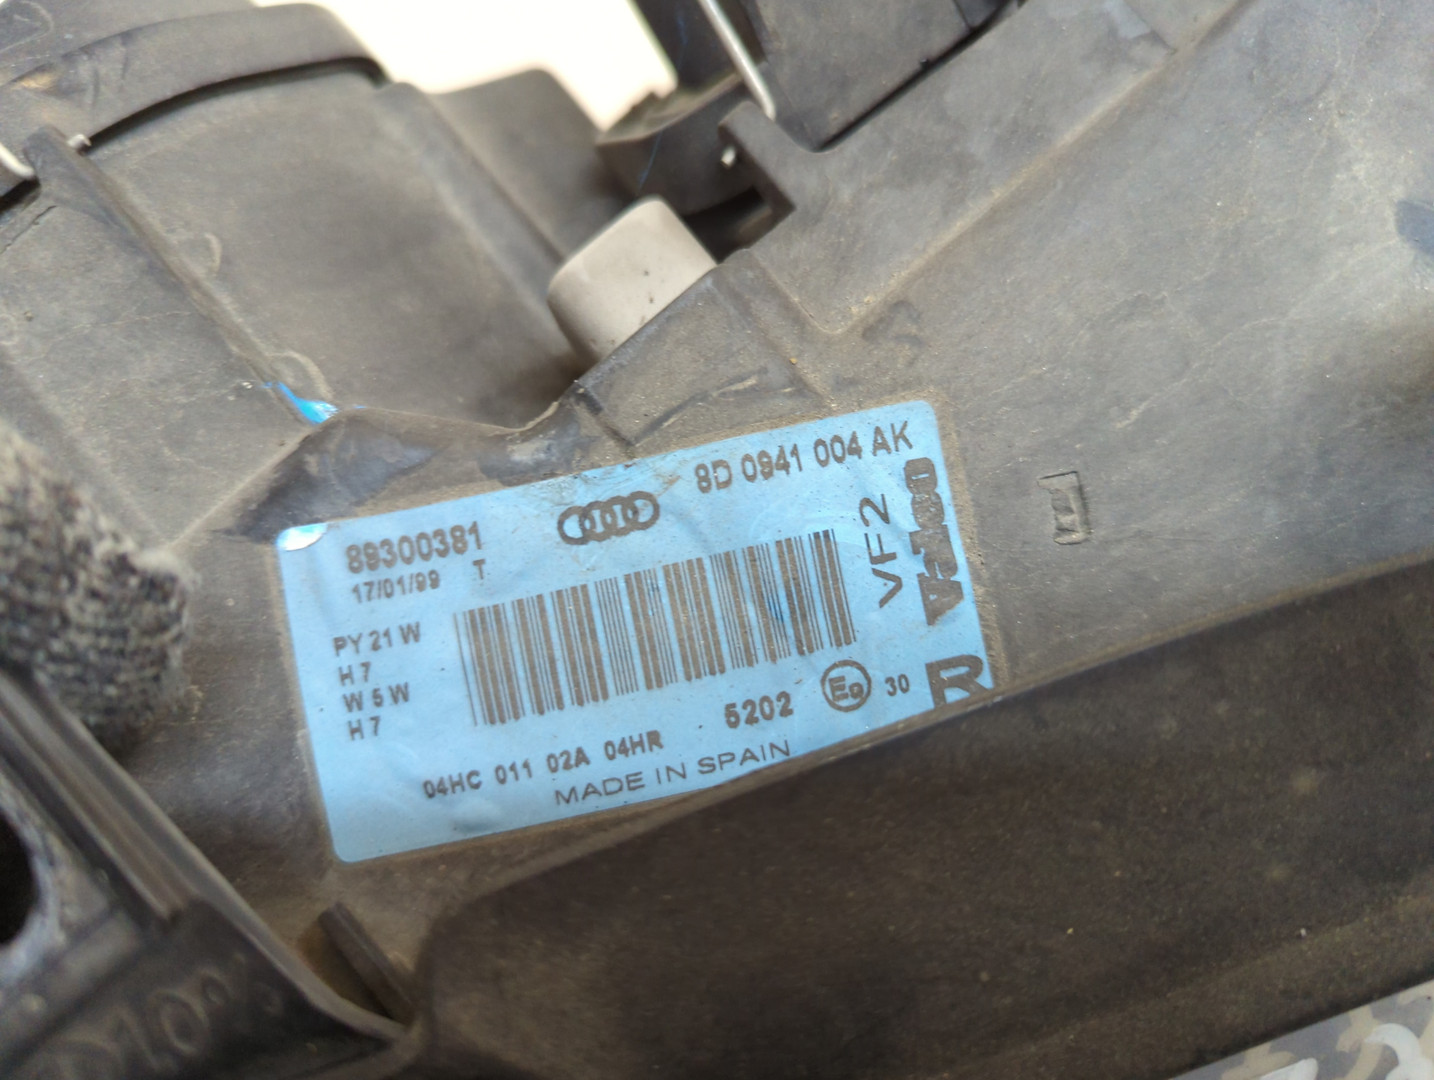 8D 0941 004 AK
89300381
17/01/99 T
VF2
PY 21 W
H 7
W 5 W
H 7
5202
30
R
04HC 011 02A 04HR
MADE IN SPAIN